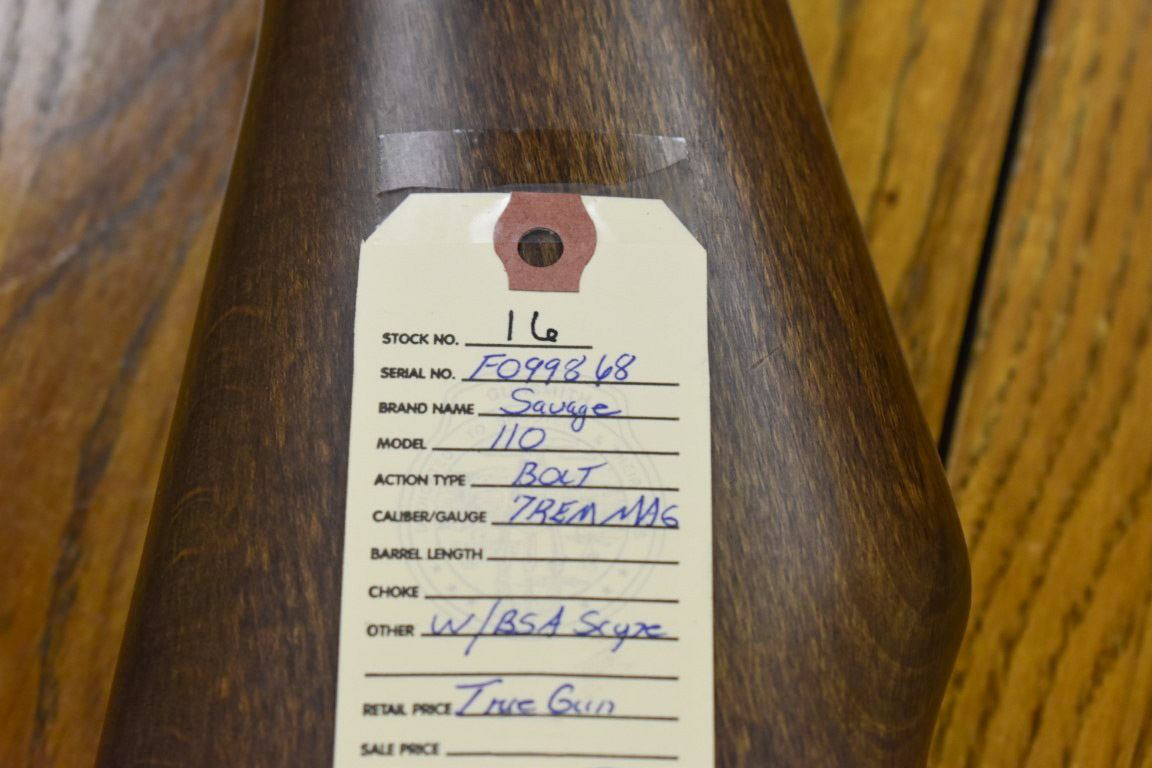 STOCK NO. 16
SERIAL NO. F099868
BRAND NAME Savage
MODEL 110
ACTION TYPE BOLT
CALIBER/GAUGE 7REM MAG
BARREL LENGTH
CHOKE
OTHER W/BSA Scope
RETAIL PRICE True Gun
SALE PRICE